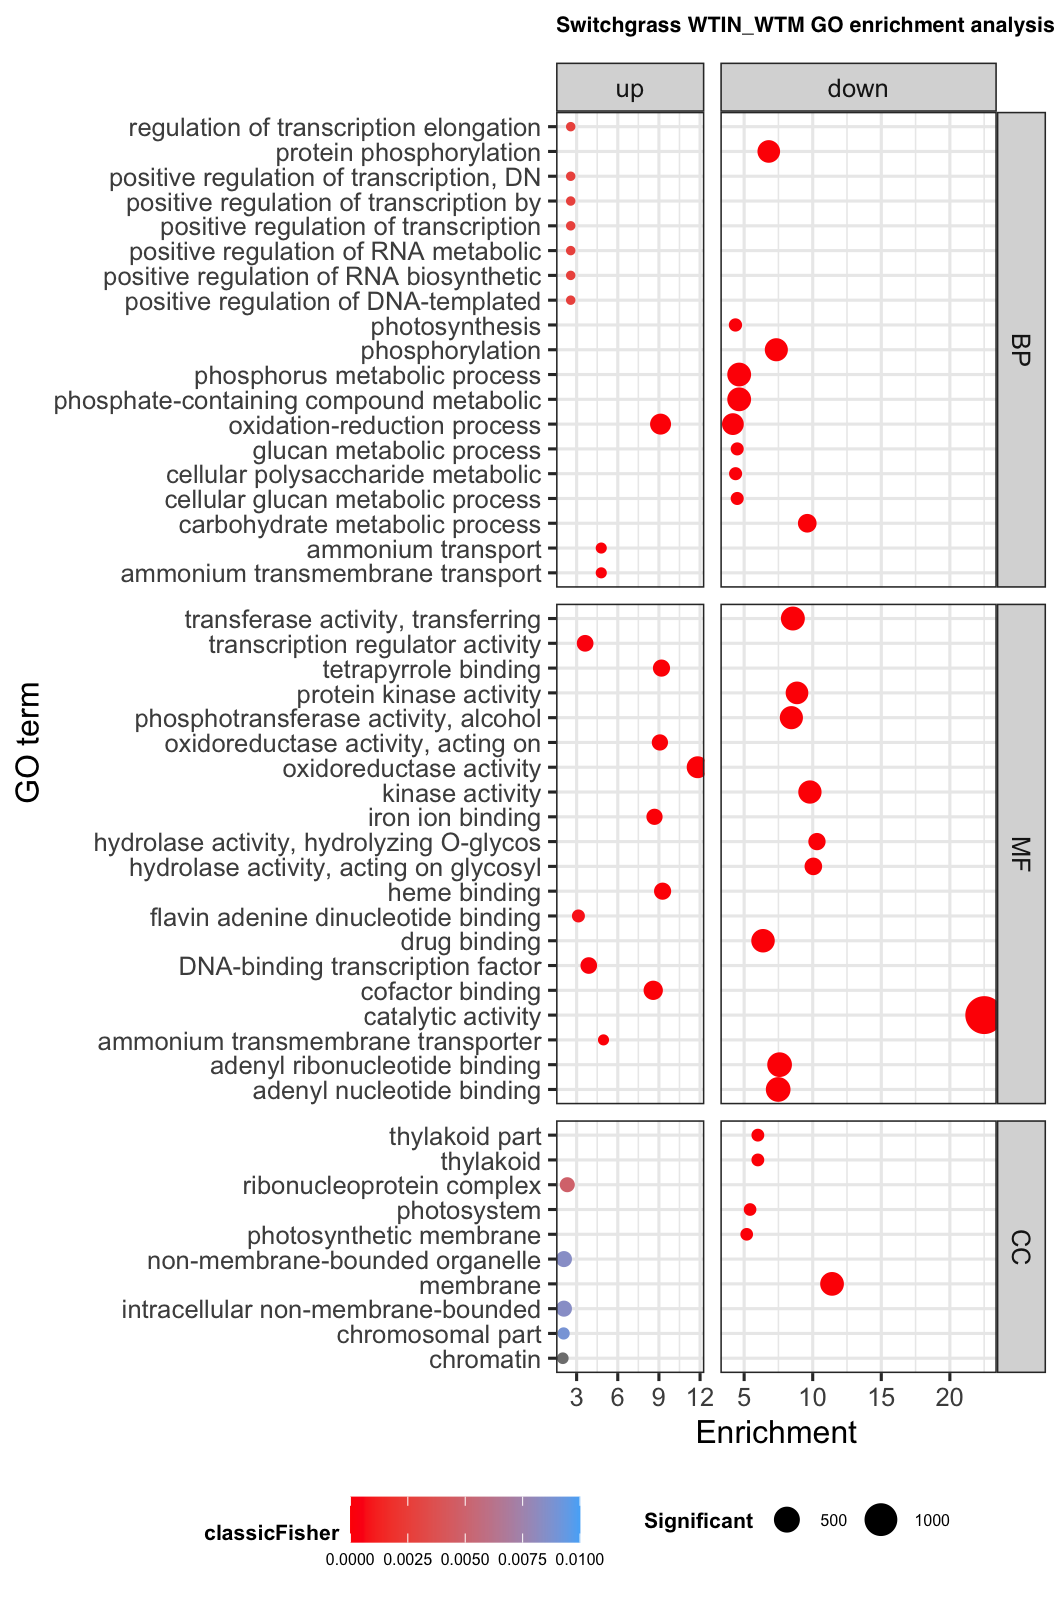 Switchgrass WTIN_WTM GO enrichment analysis
up
down
regulation of transcription elongation
protein phosphorylation
positive regulation of transcription, DN
positive regulation of transcription by
positive regulation of transcription
positive regulation of RNA metabolic
positive regulation of RNA biosynthetic
positive regulation of DNA-templated
photosynthesis
phosphorylation
phosphorus metabolic process
phosphate-containing compound metabolic
oxidation-reduction process
glucan metabolic process
cellular polysaccharide metabolic
cellular glucan metabolic process
carbohydrate metabolic process
ammonium transport
ammonium transmembrane transport
BP
transferase activity, transferring
transcription regulator activity
tetrapyrrole binding
protein kinase activity
phosphotransferase activity, alcohol
oxidoreductase activity, acting on
oxidoreductase activity
kinase activity
iron ion binding
hydrolase activity, hydrolyzing O-glycos
hydrolase activity, acting on glycosyl
heme binding
flavin adenine dinucleotide binding
drug binding
DNA-binding transcription factor
cofactor binding
catalytic activity
ammonium transmembrane transporter
adenyl ribonucleotide binding
adenyl nucleotide binding
MF
GO term
thylakoid part
thylakoid
ribonucleoprotein complex
photosystem
photosynthetic membrane
non-membrane-bounded organelle
membrane
intracellular non-membrane-bounded
chromosomal part
chromatin
CC
3 6 9 12 5 10 15 20
Enrichment
classicFisher
0.0000 0.0025 0.0050 0.0075 0.0100
Significant 500 1000